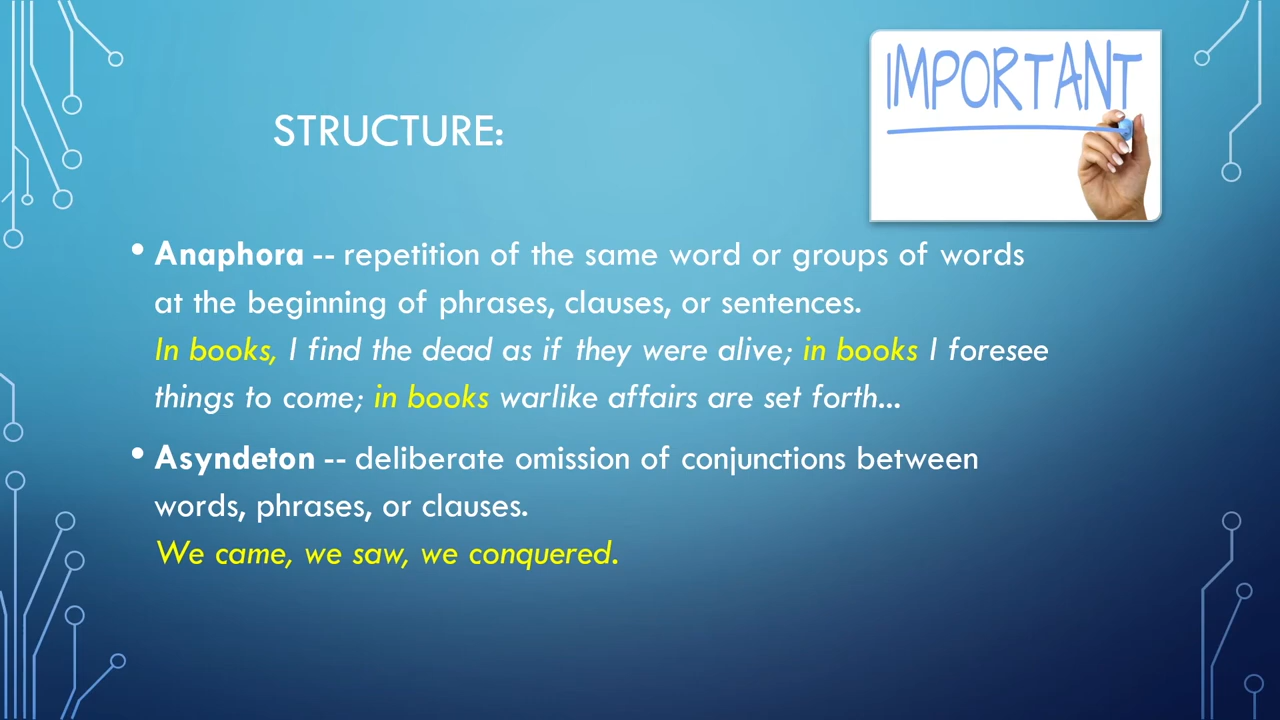 IMPORTANT
STRUCTURE:
• Anaphora -- repetition of the same word or groups of words
at the beginning of phrases, clauses, or sentences.
In books, I find the dead as if they were alive; in books I foresee
things to come; in books warlike affairs are set forth...
• Asyndeton -- deliberate omission of conjunctions between
words, phrases, or clauses.
We came, we saw, we conquered.